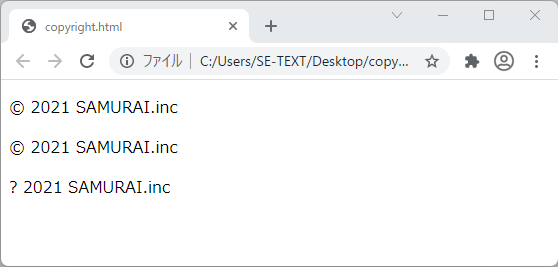 copyright.html
ファイル C:/Users/SE-TEXT/Desktop/copy...
© 2021 SAMURAI.inc
© 2021 SAMURAI.inc
? 2021 SAMURAI.inc